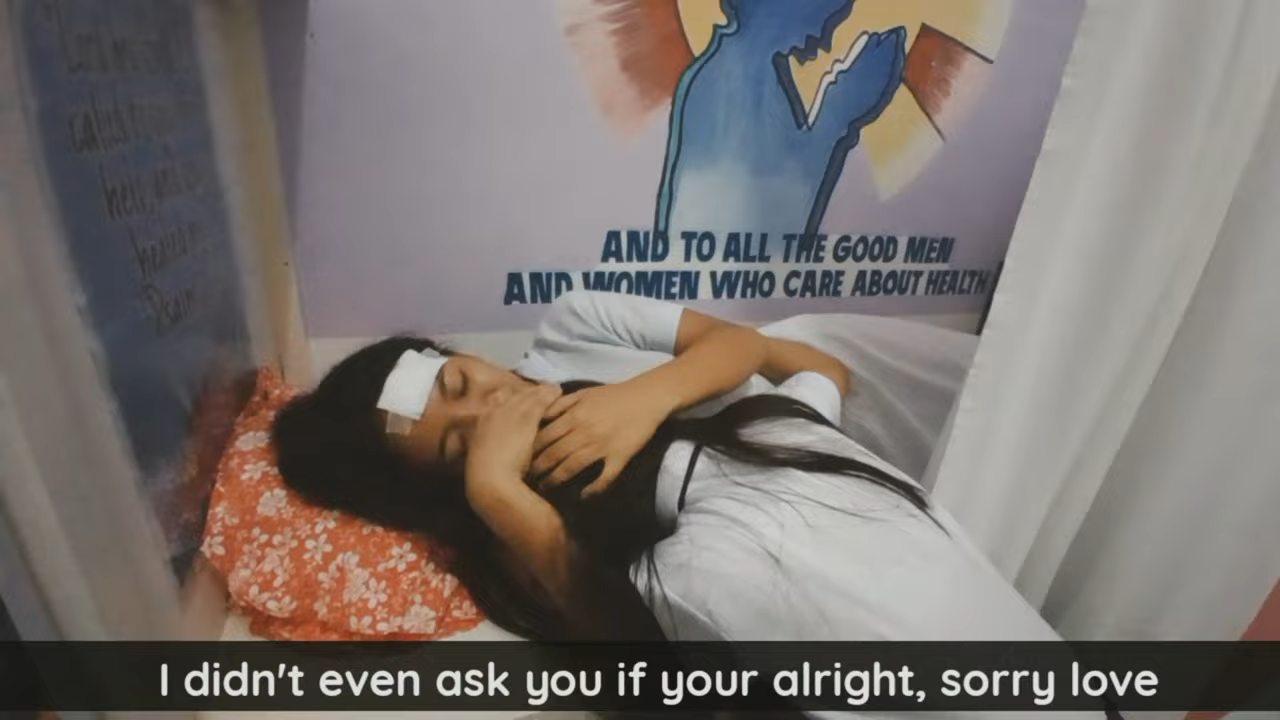 AND TO ALL THE GOOD MEN
AND WOMEN WHO CARE ABOUT HEALTH
I didn't even ask you if your alright, sorry love